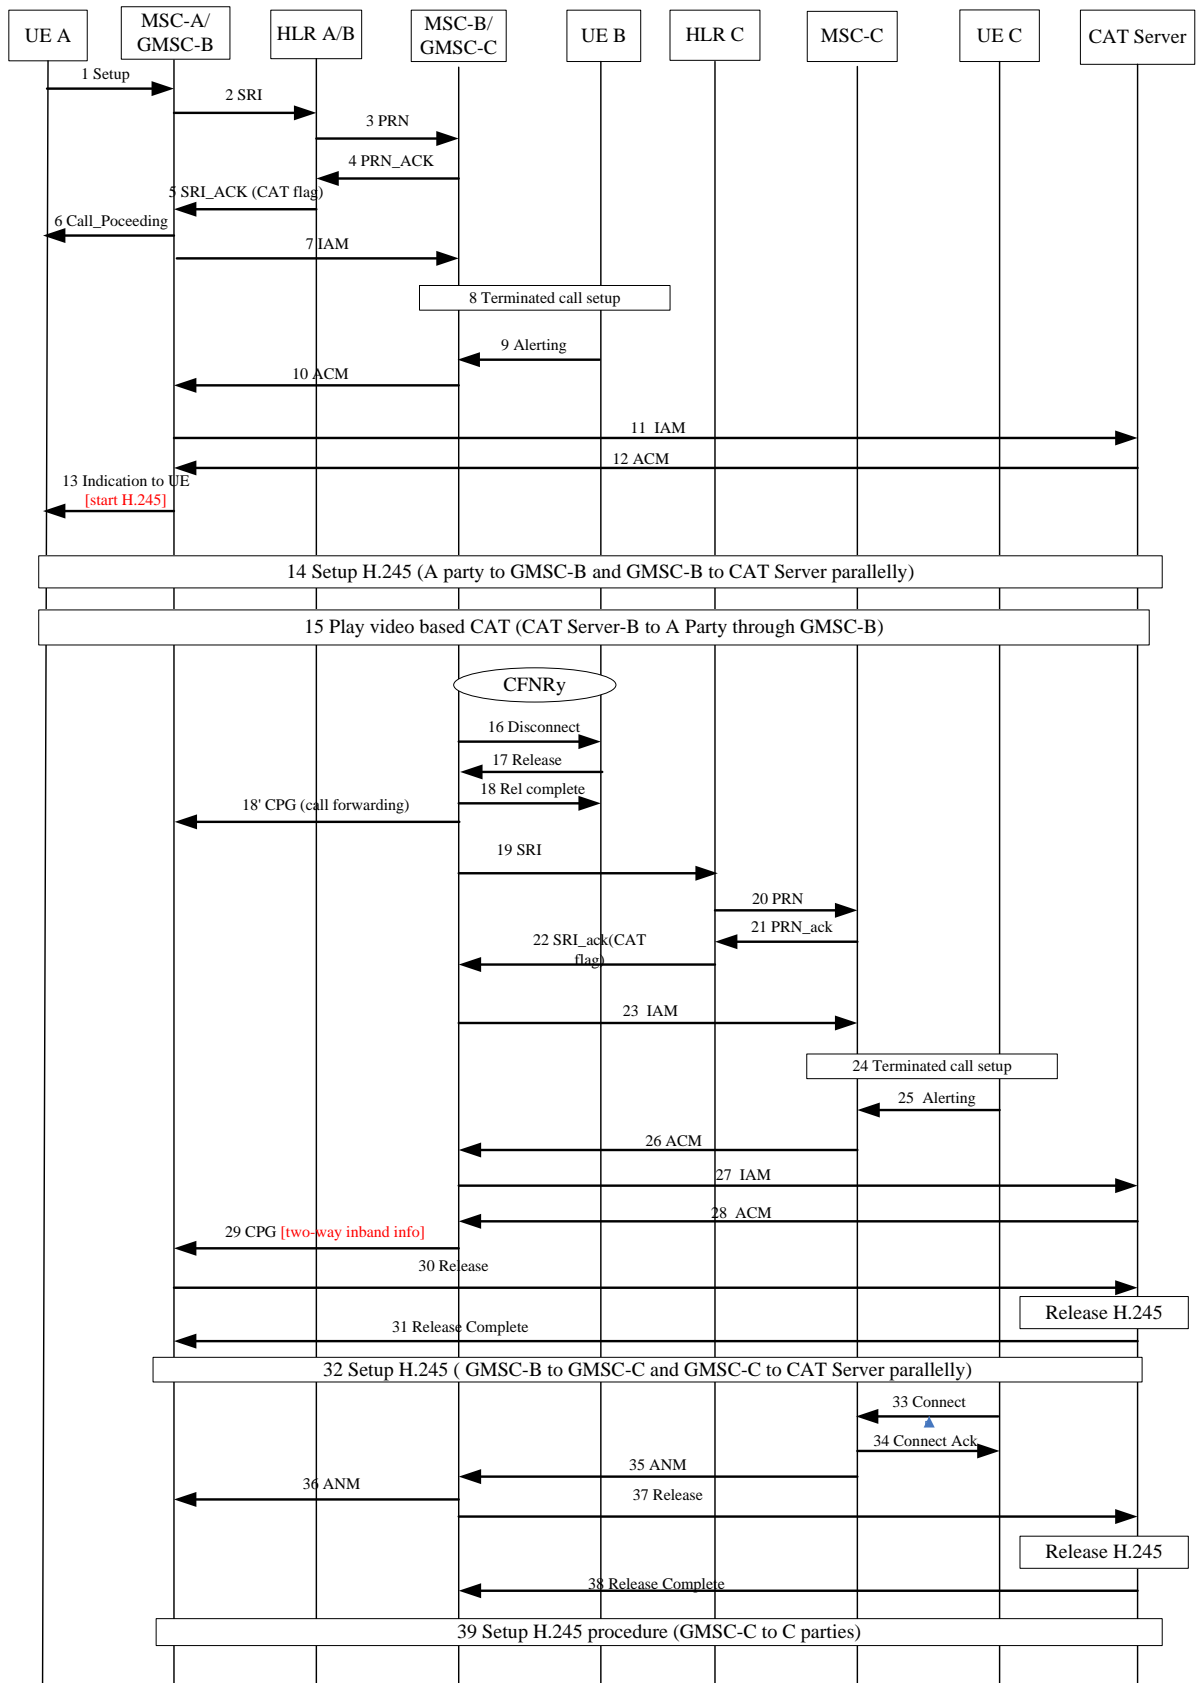 UE A
MSC-A/
GMSC-B
HLR A/B
MSC-B/
GMSC-C
UE B
HLR C
MSC-C
UE C
CAT Server
1 Setup
2 SRI
3 PRN
4 PRN_ACK
5 SRI_ACK (CAT flag)
6 Call_Poceeding
7 IAM
8 Terminated call setup
9 Alerting
10 ACM
11 IAM
12 ACM
13 Indication to UE
[start H.245]
14 Setup H.245 (A party to GMSC-B and GMSC-B to CAT Server parallelly)
15 Play video based CAT (CAT Server-B to A Party through GMSC-B)
CFNRy
16 Disconnect
17 Release
18 Rel complete
18' CPG (call forwarding)
19 SRI
20 PRN
21 PRN_ack
22 SRI_ack(CAT
flag)
23 IAM
24 Terminated call setup
25 Alerting
26 ACM
27 IAM
28 ACM
29 CPG [two-way inband info]
30 Release
Release H.245
31 Release Complete
32 Setup H.245 ( GMSC-B to GMSC-C and GMSC-C to CAT Server parallelly)
33 Connect
34 Connect Ack
35 ANM
36 ANM
37 Release
Release H.245
38 Release Complete
39 Setup H.245 procedure (GMSC-C to C parties)